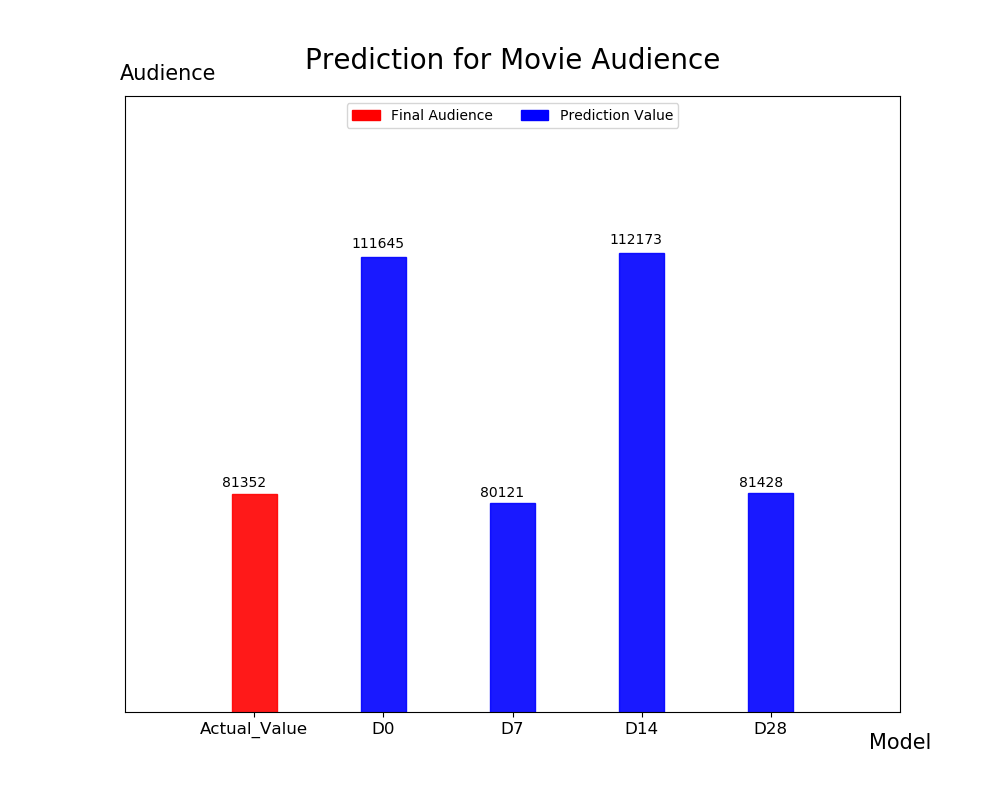 Prediction for Movie Audience
Audience
Final Audience
Prediction Value
112173
111645
81352
81428
80121
Actual_Value
D0
D7
D14
D28
Model